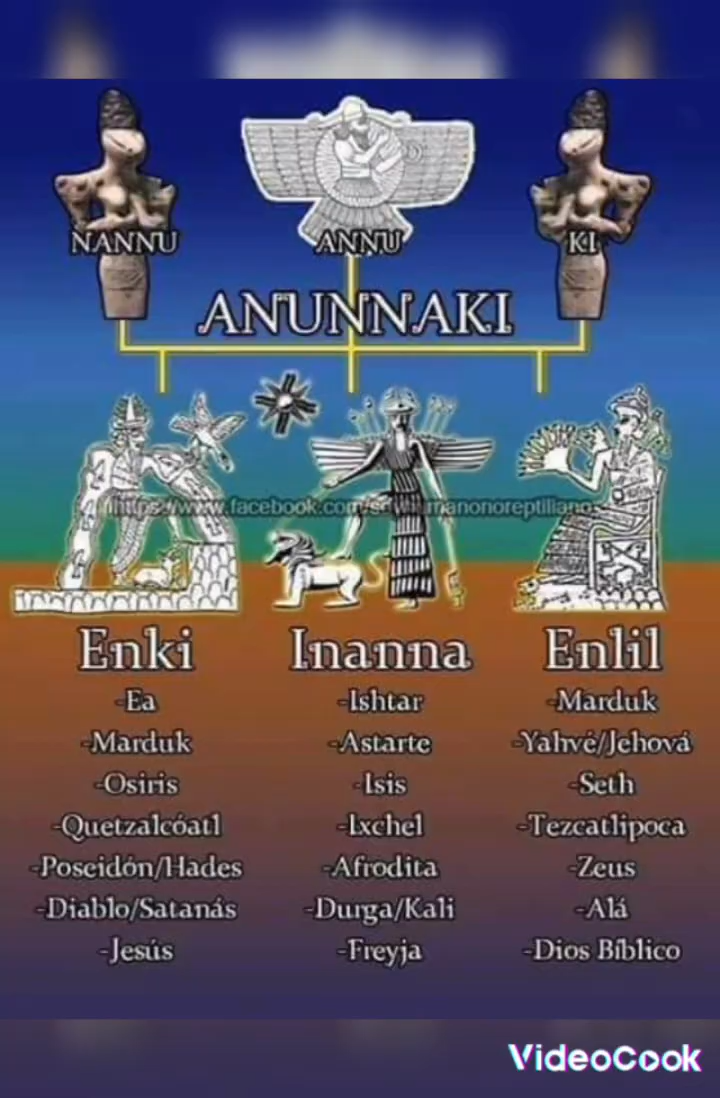 NANNU
ANNU
KI
ANUNNAKI
Enki
-Ea
-Marduk
-Osiris
-Quetzalcóatl
-Poseidón/Hades
-Diablo/Satanás
-Jesús
Inanna
-Ishtar
-Astarte
-Isis
-Ixchel
-Afrodita
-Durga/Kali
-Freyja
Enlil
-Marduk
-Yahvé/Jehová
-Seth
-Tezcatlipoca
-Zeus
-Alá
-Dios Bíblico
VideoCook